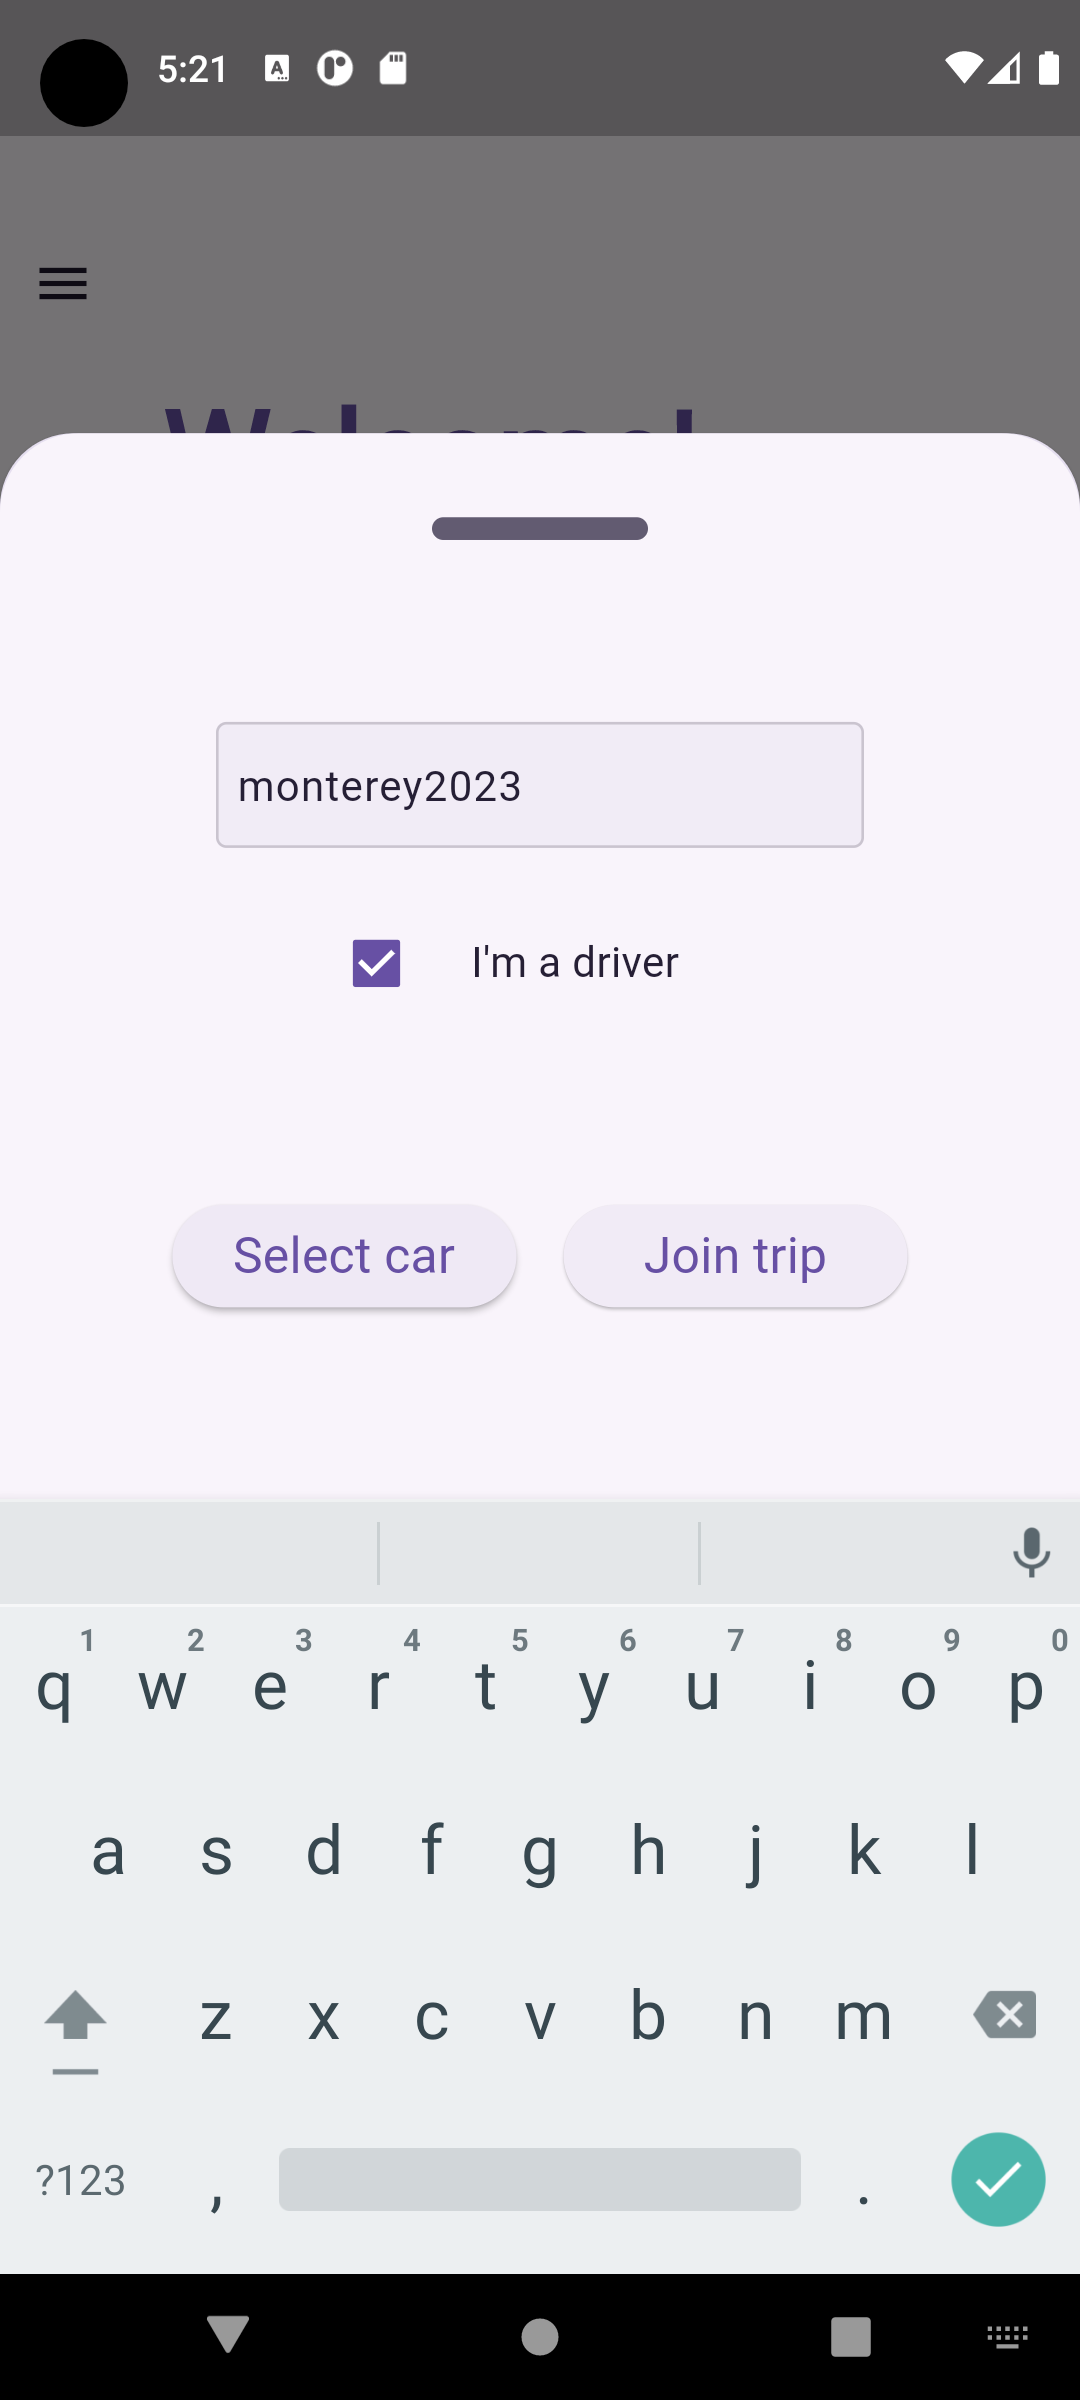 5:21
Welcome!
monterey2023
I'm a driver
Select car Join trip
1 2 3 4 5 6 7 8 9 0
q w e r t y u i o p
a s d f g h j k l
z x c v b n m
?123 , .